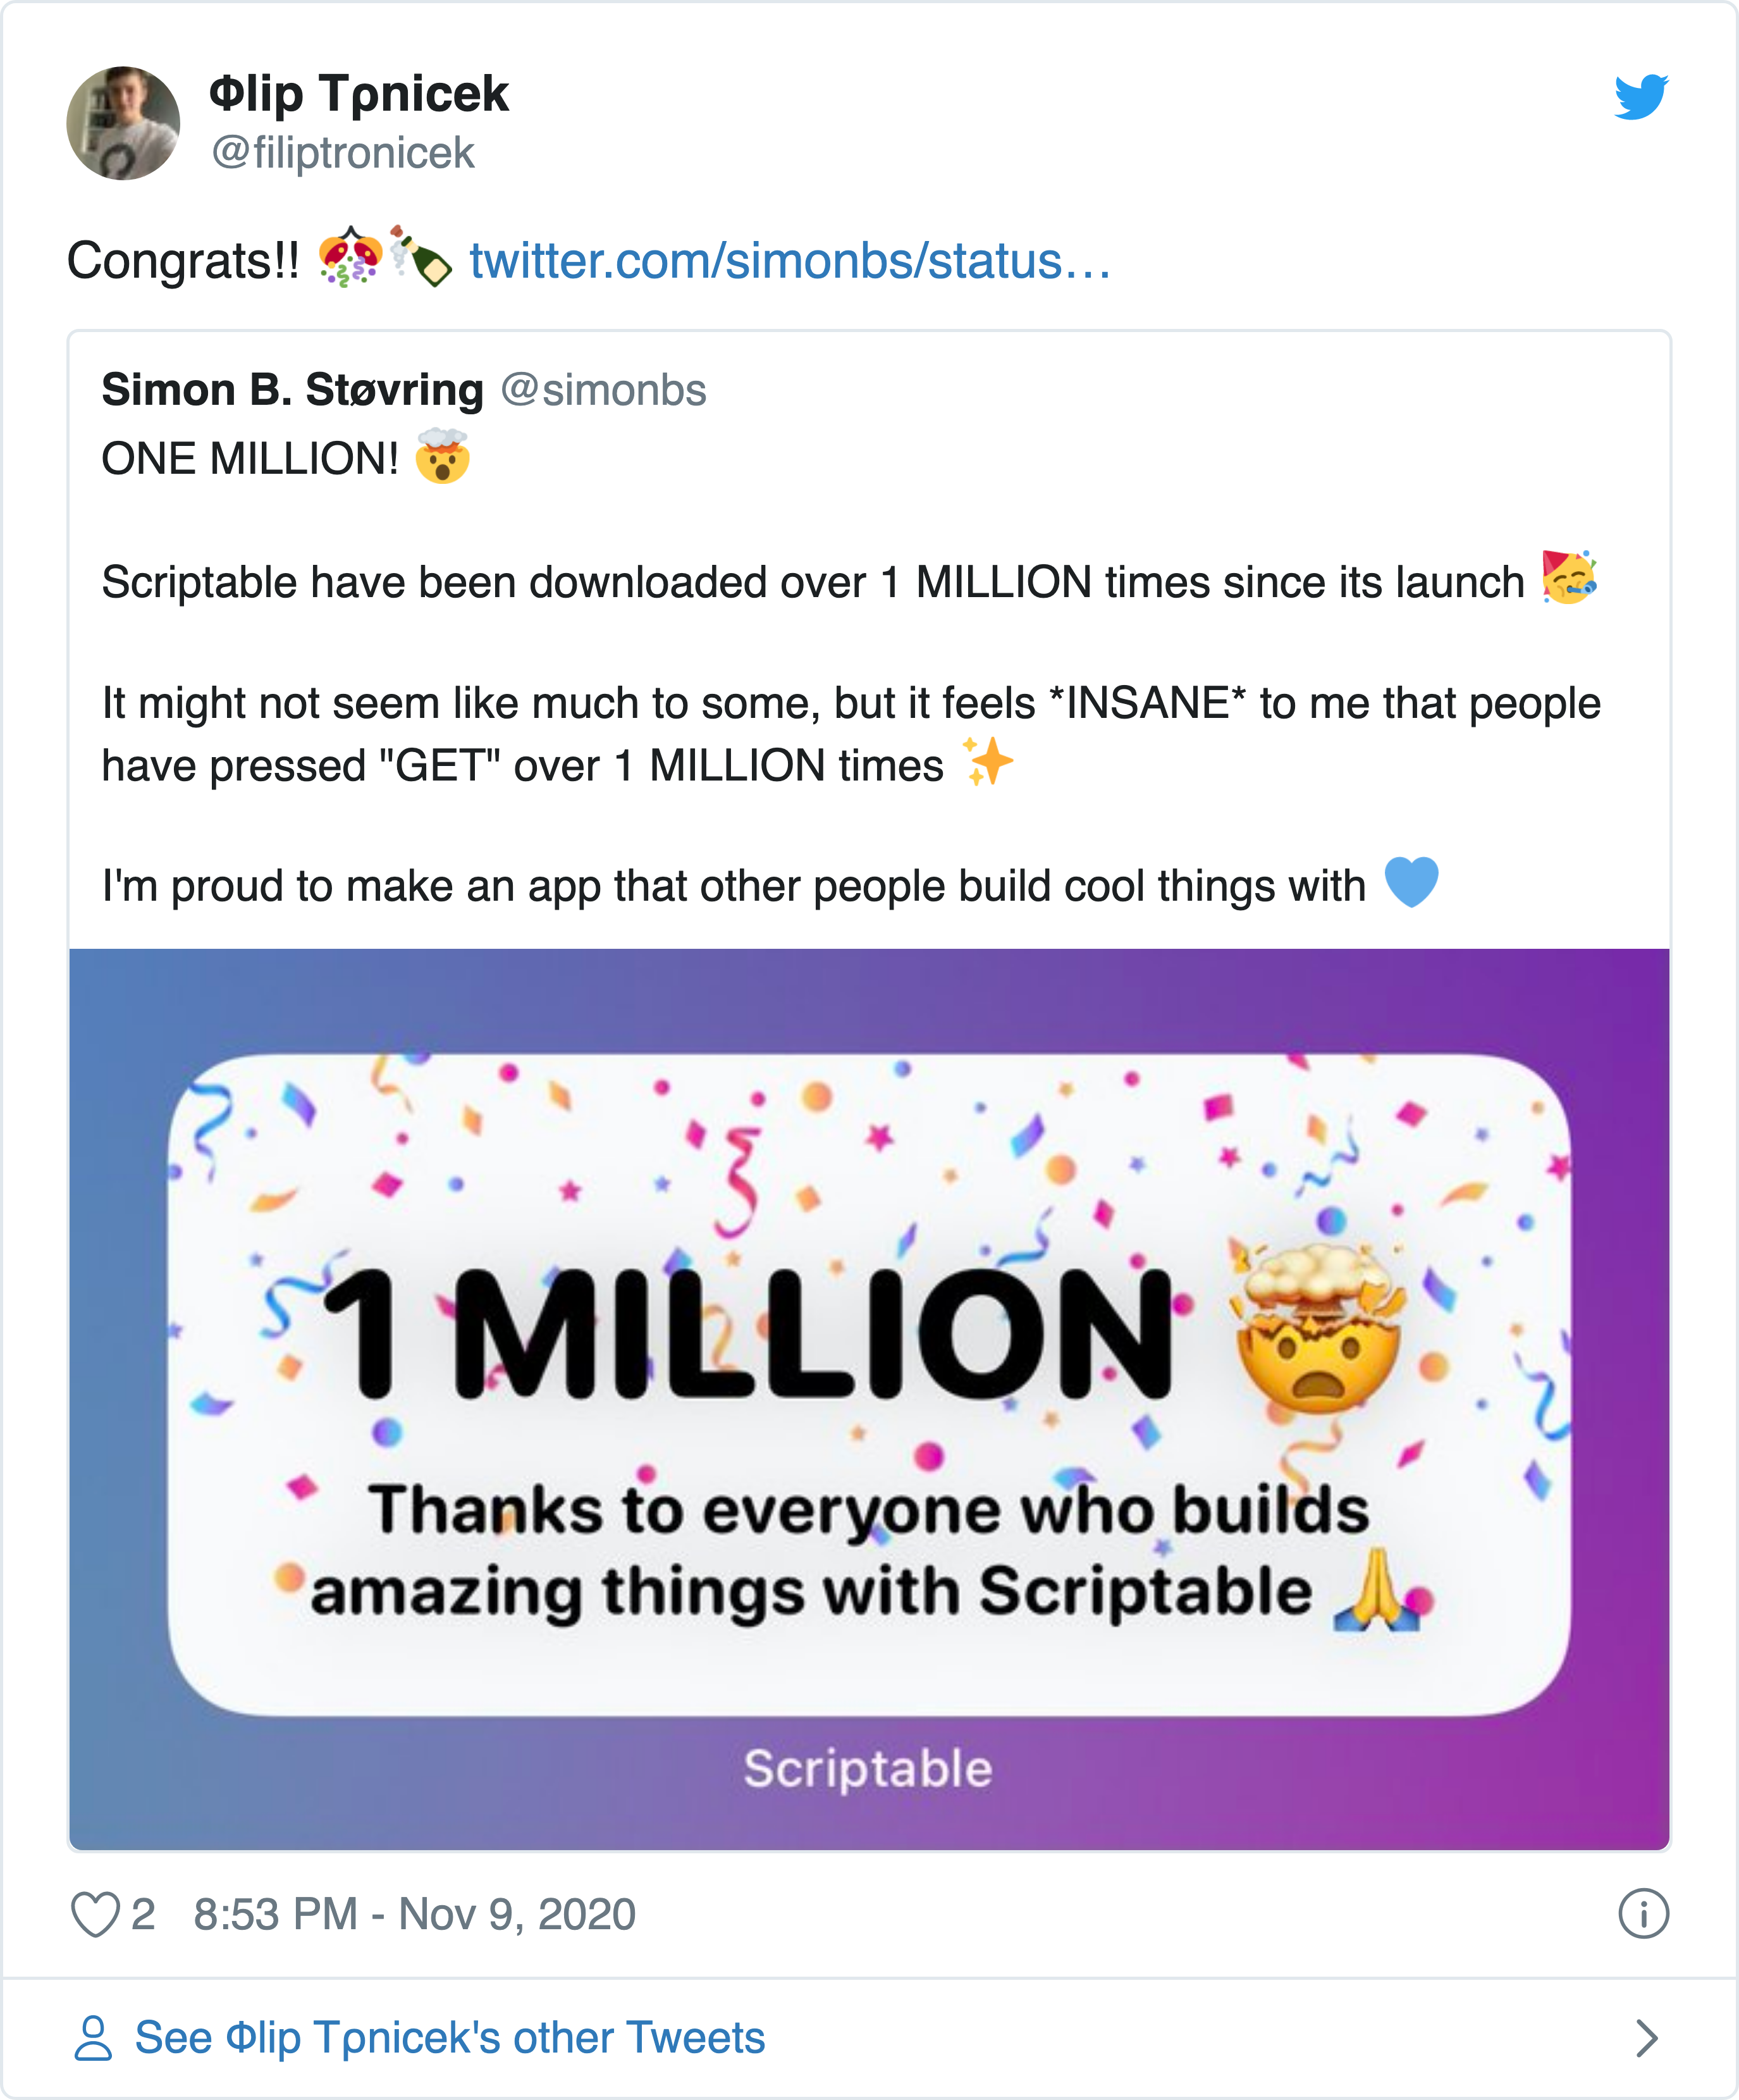 Φlip Tρnicek
@filiptronicek
Congrats!! 🎊🍾 twitter.com/simonbs/status…
Simon B. Støvring @simonbs
ONE MILLION! 🤯
Scriptable have been downloaded over 1 MILLION times since its launch 🥳
It might not seem like much to some, but it feels *INSANE* to me that people
have pressed "GET" over 1 MILLION times ✨
I'm proud to make an app that other people build cool things with 💙
1 MILLION 🤯
Thanks to everyone who builds
amazing things with Scriptable 🙏
Scriptable
2 8:53 PM - Nov 9, 2020
See Φlip Tρnicek's other Tweets